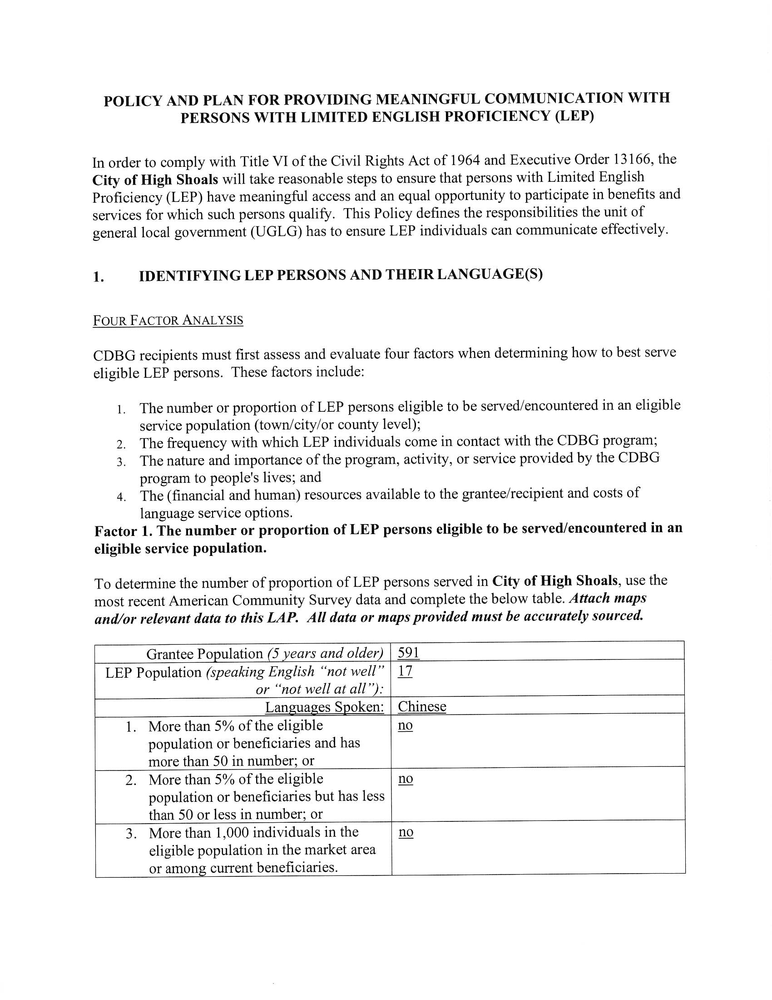 POLICY AND PLAN FOR PROVIDING MEANINGFUL COMMUNICATION WITH
PERSONS WITH LIMITED ENGLISH PROFICIENCY (LEP)
In order to comply with Title VI of the Civil Rights Act of 1964 and Executive Order 13166, the
City of High Shoals will take reasonable steps to ensure that persons with Limited English
Proficiency (LEP) have meaningful access and an equal opportunity to participate in benefits and
services for which such persons qualify. This Policy defines the responsibilities the unit of
general local government (UGLG) has to ensure LEP individuals can communicate effectively.
1. IDENTIFYING LEP PERSONS AND THEIR LANGUAGE(S)
FOUR FACTOR ANALYSIS
CDBG recipients must first assess and evaluate four factors when determining how to best serve
eligible LEP persons. These factors include:
1. The number or proportion of LEP persons eligible to be served/encountered in an eligible
service population (town/city/or county level);
2. The frequency with which LEP individuals come in contact with the CDBG program;
3. The nature and importance of the program, activity, or service provided by the CDBG
program to people's lives; and
4. The (financial and human) resources available to the grantee/recipient and costs of
language service options.
Factor 1. The number or proportion of LEP persons eligible to be served/encountered in an
eligible service population.
To determine the number of proportion of LEP persons served in City of High Shoals, use the
most recent American Community Survey data and complete the below table. Attach maps
and/or relevant data to this LAP. All data or maps provided must be accurately sourced.
Grantee Population (5 years and older) 591
LEP Population (speaking English “not well” 17
or “not well at all”):
Languages Spoken: Chinese
1. More than 5% of the eligible no
population or beneficiaries and has
more than 50 in number; or
2. More than 5% of the eligible no
population or beneficiaries but has less
than 50 or less in number; or
3. More than 1,000 individuals in the no
eligible population in the market area
or among current beneficiaries.